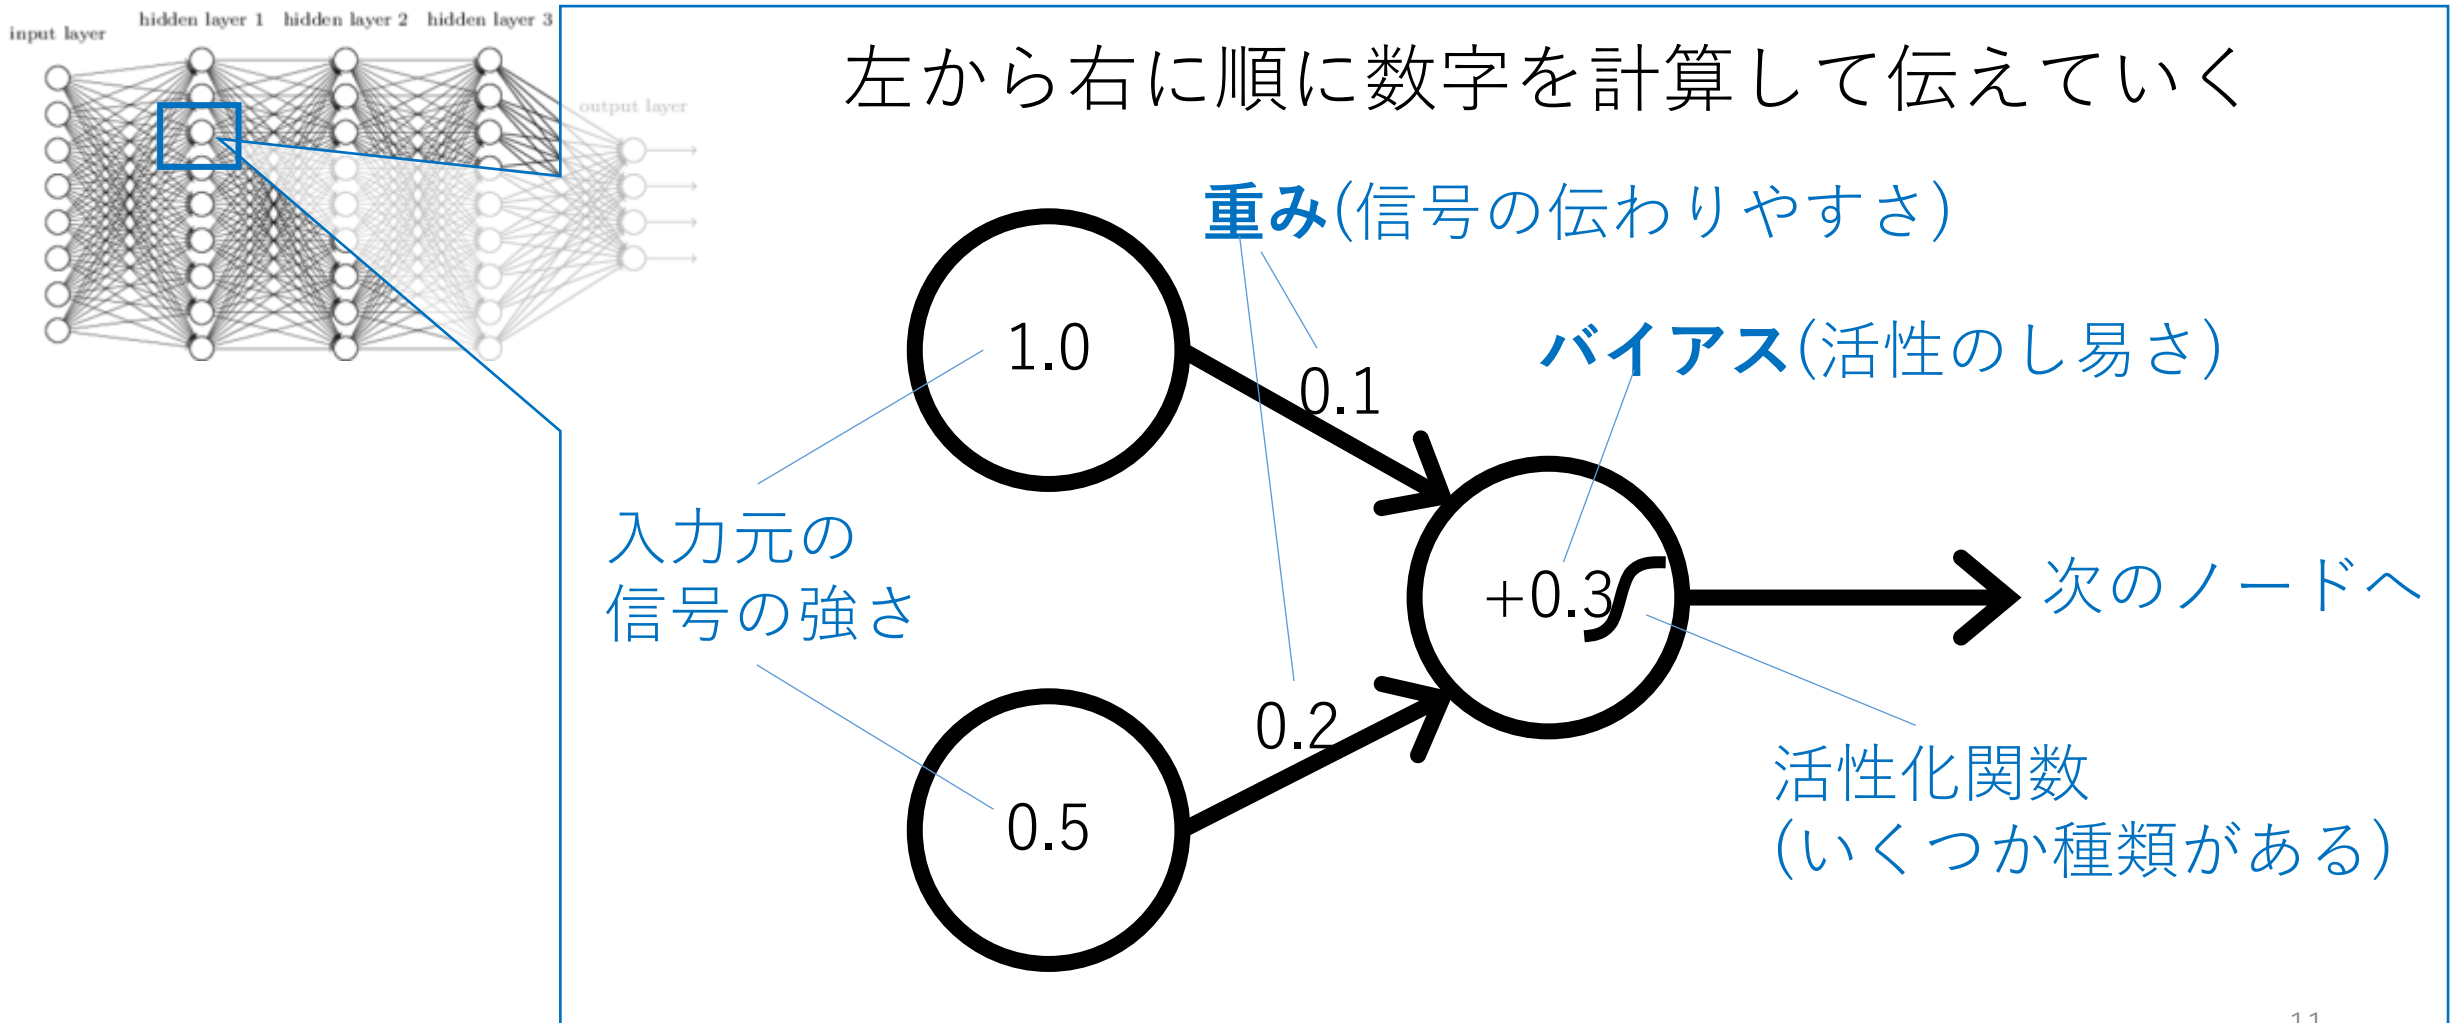 input layer
hidden layer 1
hidden layer 2
hidden layer 3
output layer
左から右に順に数字を計算して伝えていく
重み(信号の伝わりやすさ)
1.0
0.1
バイアス(活性のし易さ)
入力元の
信号の強さ
+0.3
次のノードへ
0.2
0.5
活性化関数
(いくつか種類がある)
11